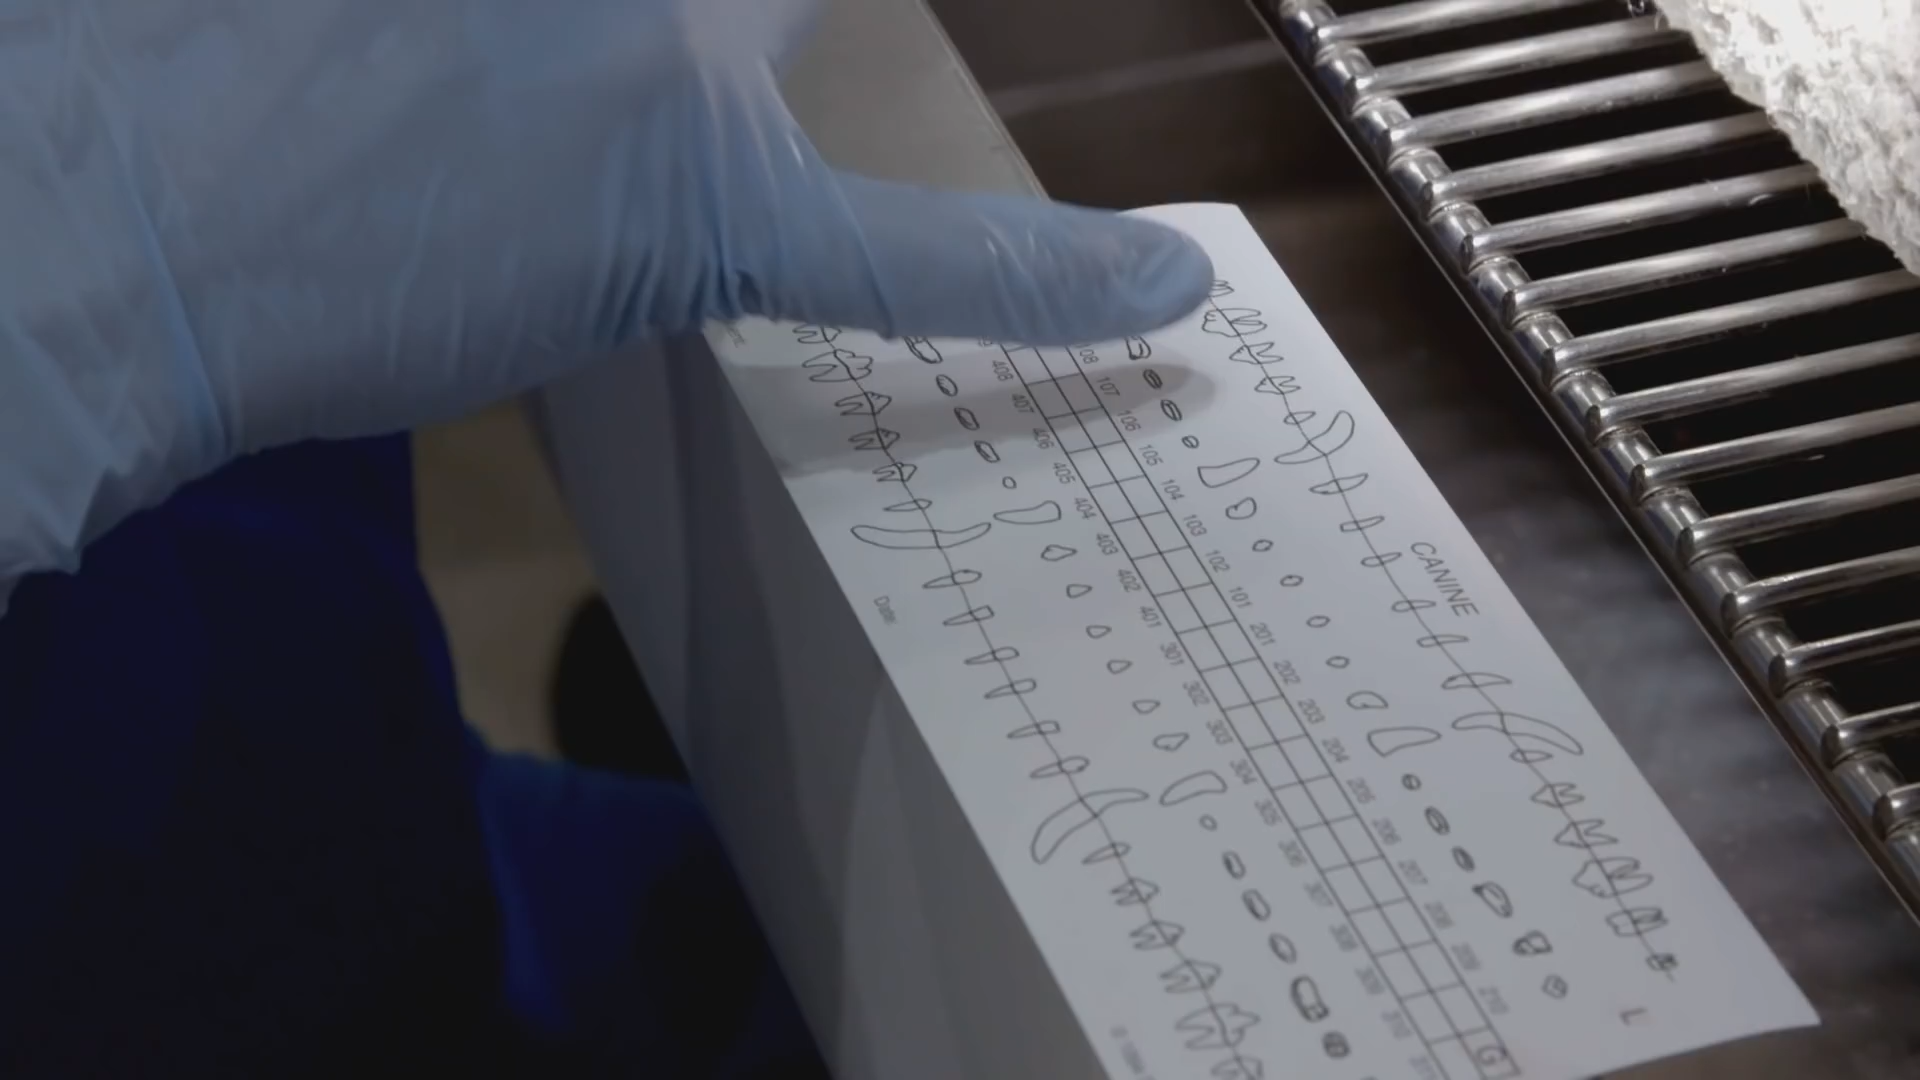 CANINE
L
108 107 106 105 104 103 102 101 201 202 203 204 205 206 207 208 209 210
G
408 407 406 405 404 403 402 401 301 302 303 304 305 306 307 308 309 310
Date: